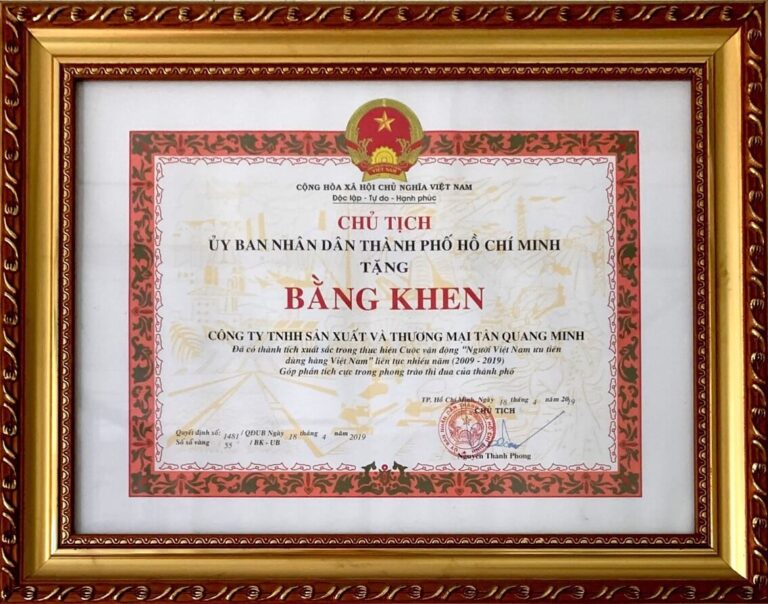 VIỆT NAM
CỘNG HÒA XÃ HỘI CHỦ NGHĨA VIỆT NAM
Độc lập - Tự do - Hạnh phúc
CHỦ TỊCH
ỦY BAN NHÂN DÂN THÀNH PHỐ HỒ CHÍ MINH
TẶNG
BẰNG KHEN
CÔNG TY TNHH SẢN XUẤT VÀ THƯƠNG MẠI TÂN QUANG MINH
Đã có thành tích xuất sắc trong thực hiện Cuộc vận động "Người Việt Nam ưu tiên
dùng hàng Việt Nam" liên tục nhiều năm (2009 - 2019)
Góp phần tích cực trong phong trào thi đua của thành phố
TP. Hồ Chí Minh, Ngày 18 tháng 4 năm 2019
CHỦ TỊCH
Quyết định số: 1481 / QĐUB Ngày 18 tháng 4 năm 2019
Số sổ vàng 55 / BK - UB
Nguyễn Thành Phong